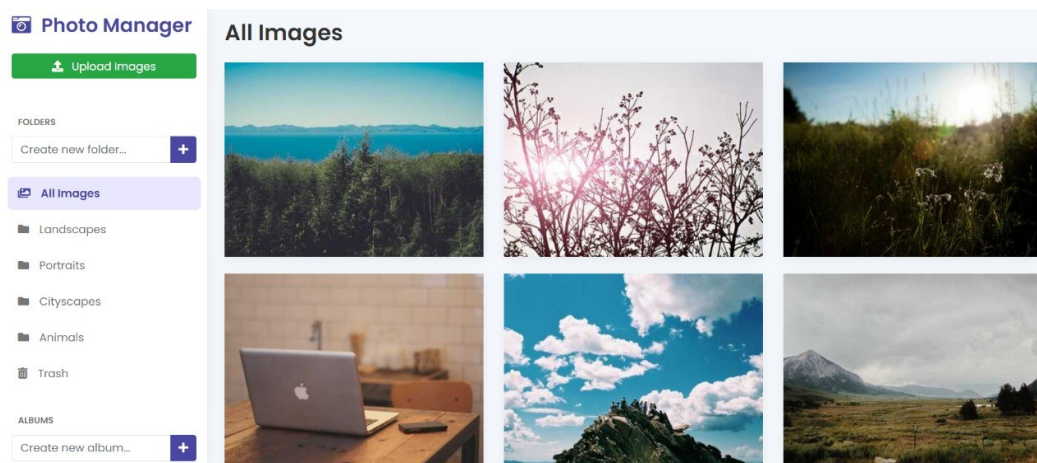 Photo Manager
Upload Images
FOLDERS
Create new folder...
All Images
Landscapes
Portraits
Cityscapes
Animals
Trash
ALBUMS
Create new album...
All Images